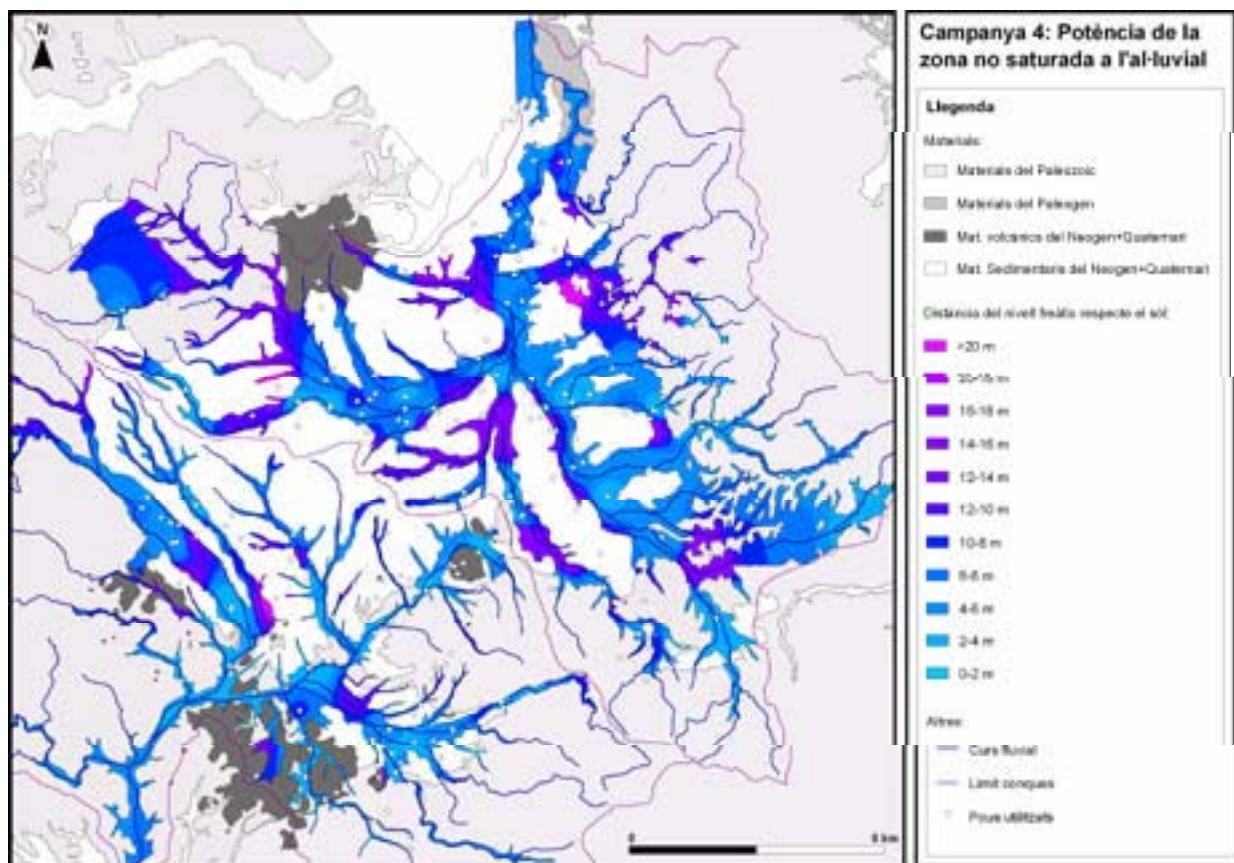 N
Campanya 4: Potència de la
zona no saturada a l'al·luvial
Llegenda
Materials:
Materials del Paleozoic
Materials del Paleogen
Mat. volcànics del Neogen+Quaternari
Mat. Sedimentaris del Neogen+Quaternari
Distància del nivell freàtic respecte el sòl:
>20 m
16-18 m
14-16 m
12-14 m
12-10 m
10-8 m
4-6 m
2-4 m
0-2 m
Altres:
Curs fluvial
Límit conques
Pous utilitzats
0
8 km